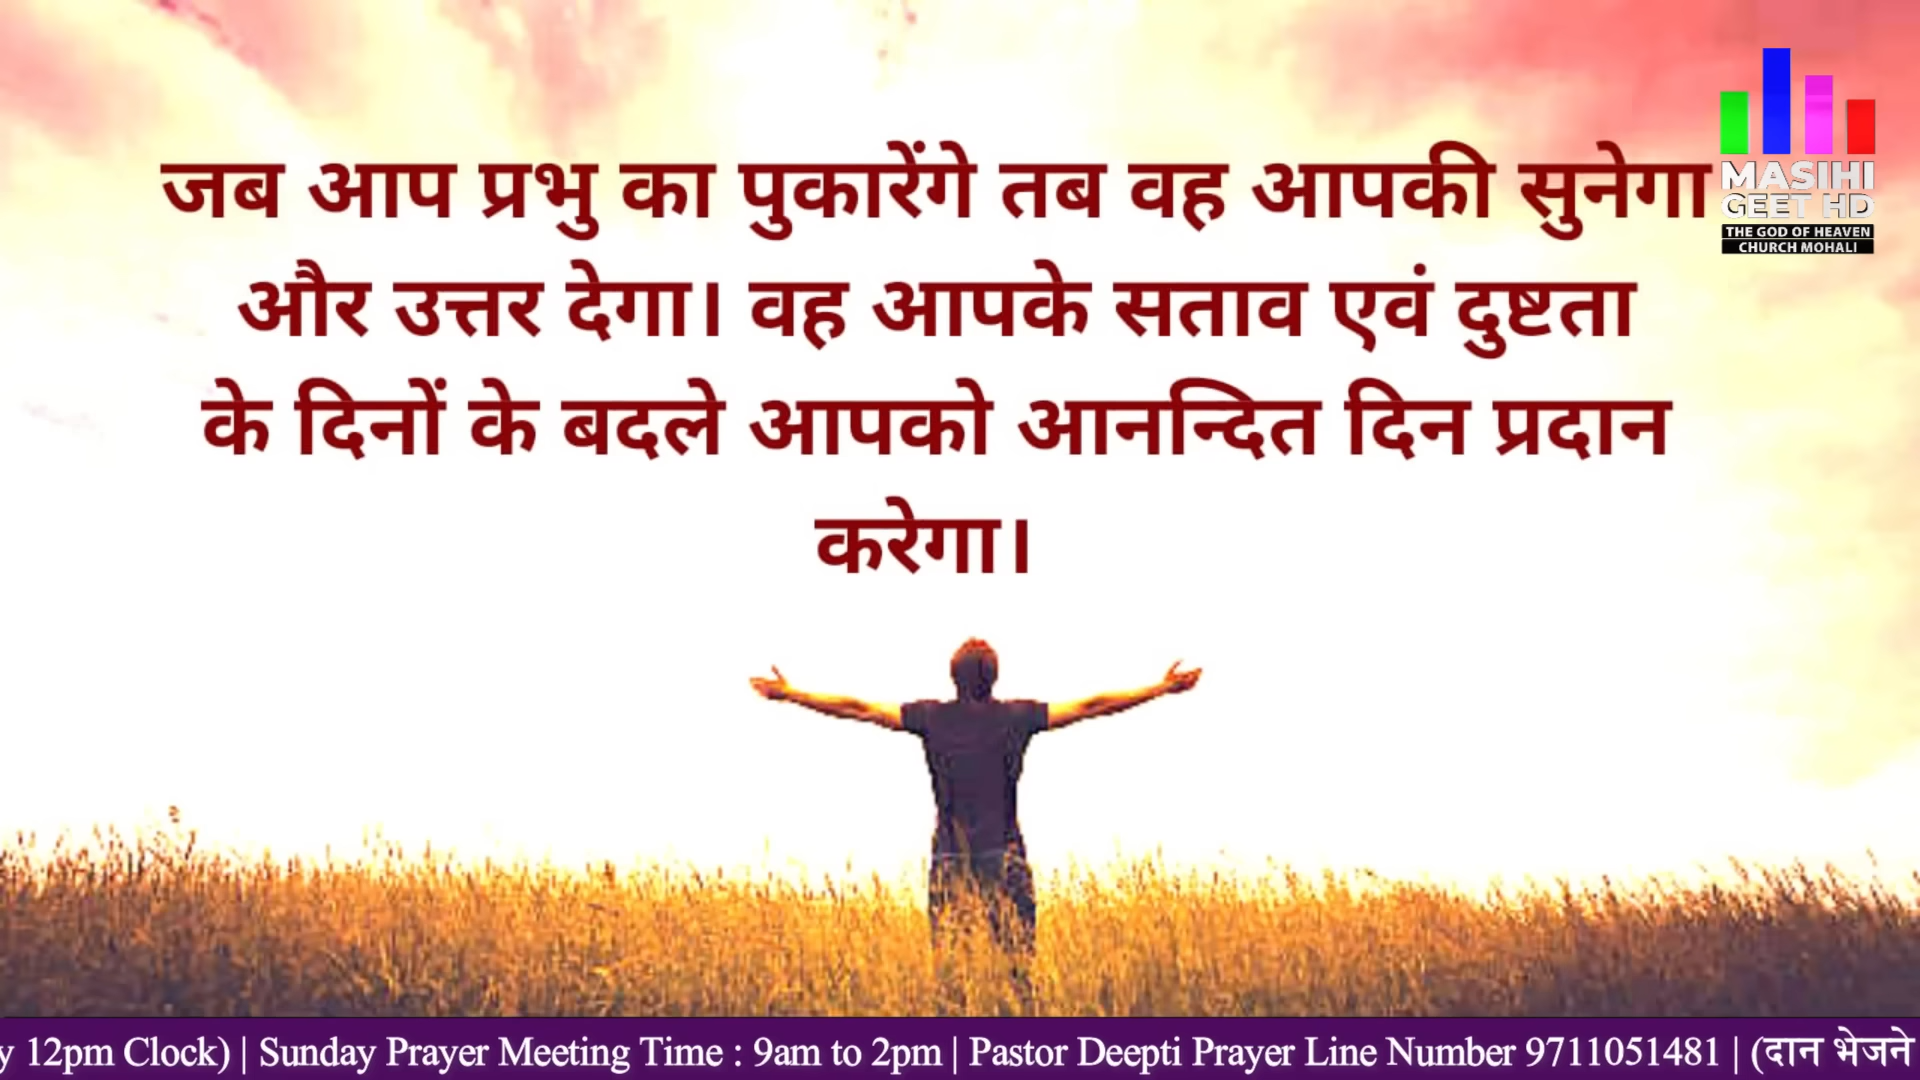 जब आप प्रभु का पुकारेंगे तब वह आपकी सुनेगा
और उत्तर देगा। वह आपके सताव एवं दुष्टता
के दिनों के बदले आपको आनन्दित दिन प्रदान
करेगा।
MASIHI
GEET HD
THE GOD OF HEAVEN
CHURCH MOHALI
y 12pm Clock) | Sunday Prayer Meeting Time : 9am to 2pm | Pastor Deepti Prayer Line Number 9711051481 | (दान भेजने